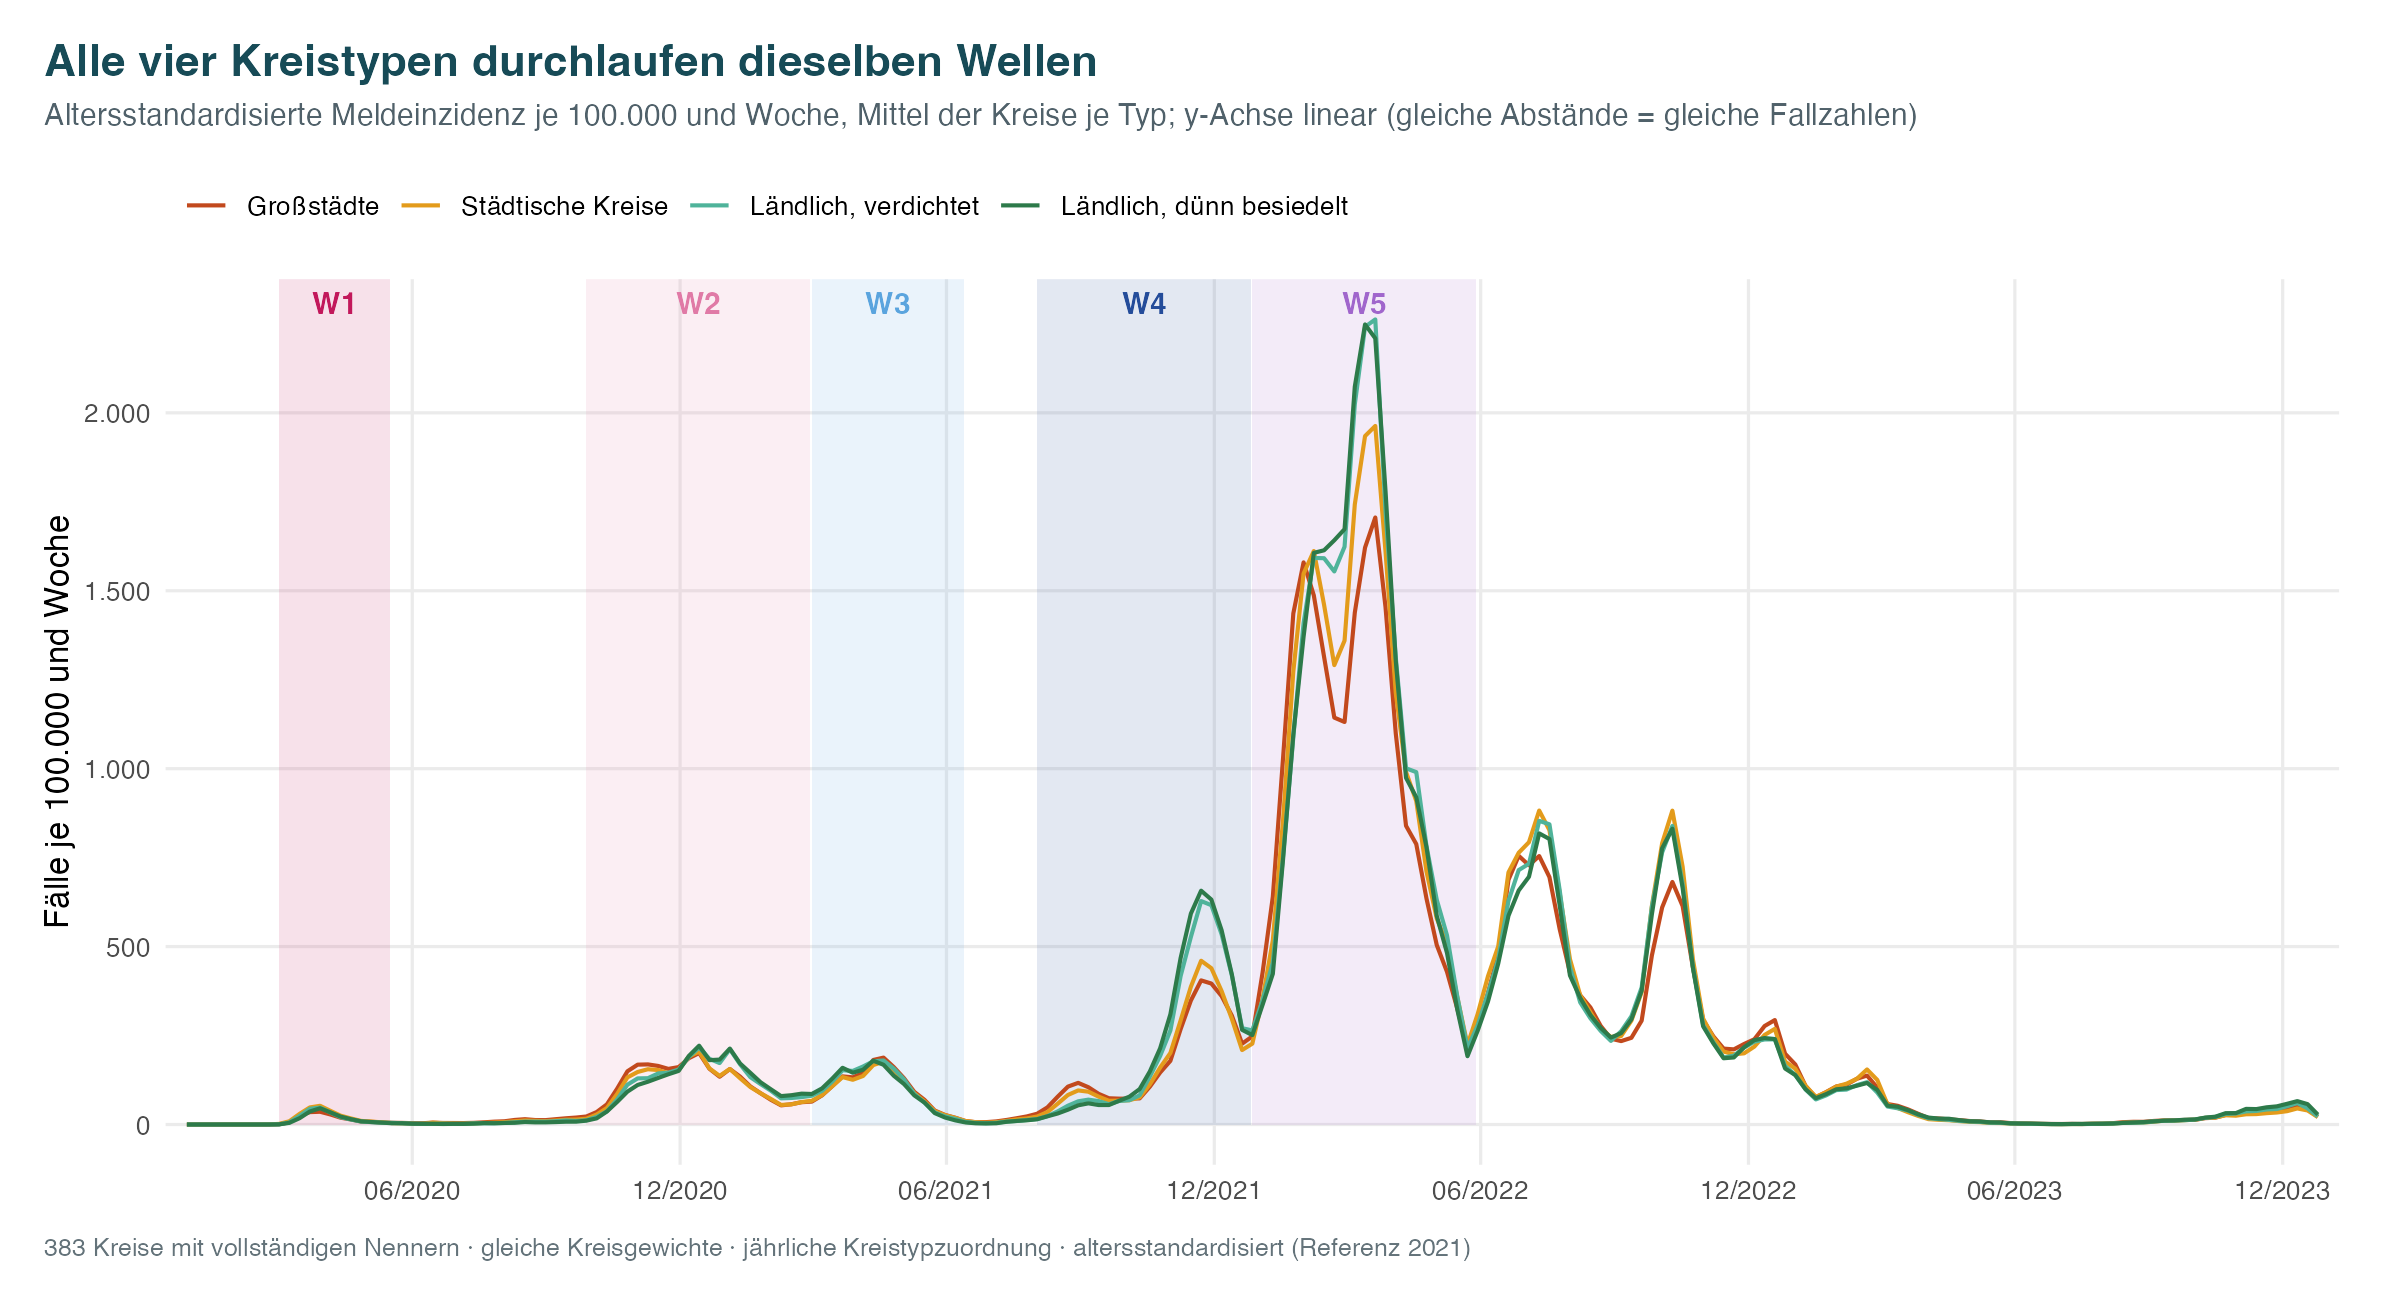 Alle vier Kreistypen durchlaufen dieselben Wellen
Altersstandardisierte Meldeinzidenz je 100.000 und Woche, Mittel der Kreise je Typ; y-Achse linear (gleiche Abstände = gleiche Fallzahlen)
Großstädte Städtische Kreise Ländlich, verdichtet Ländlich, dünn besiedelt
W1 W2 W3 W4 W5
Fälle je 100.000 und Woche
2.000
1.500
1.000
500
0
06/2020 12/2020 06/2021 12/2021 06/2022 12/2022 06/2023 12/2023
383 Kreise mit vollständigen Nennern · gleiche Kreisgewichte · jährliche Kreistypzuordnung · altersstandardisiert (Referenz 2021)